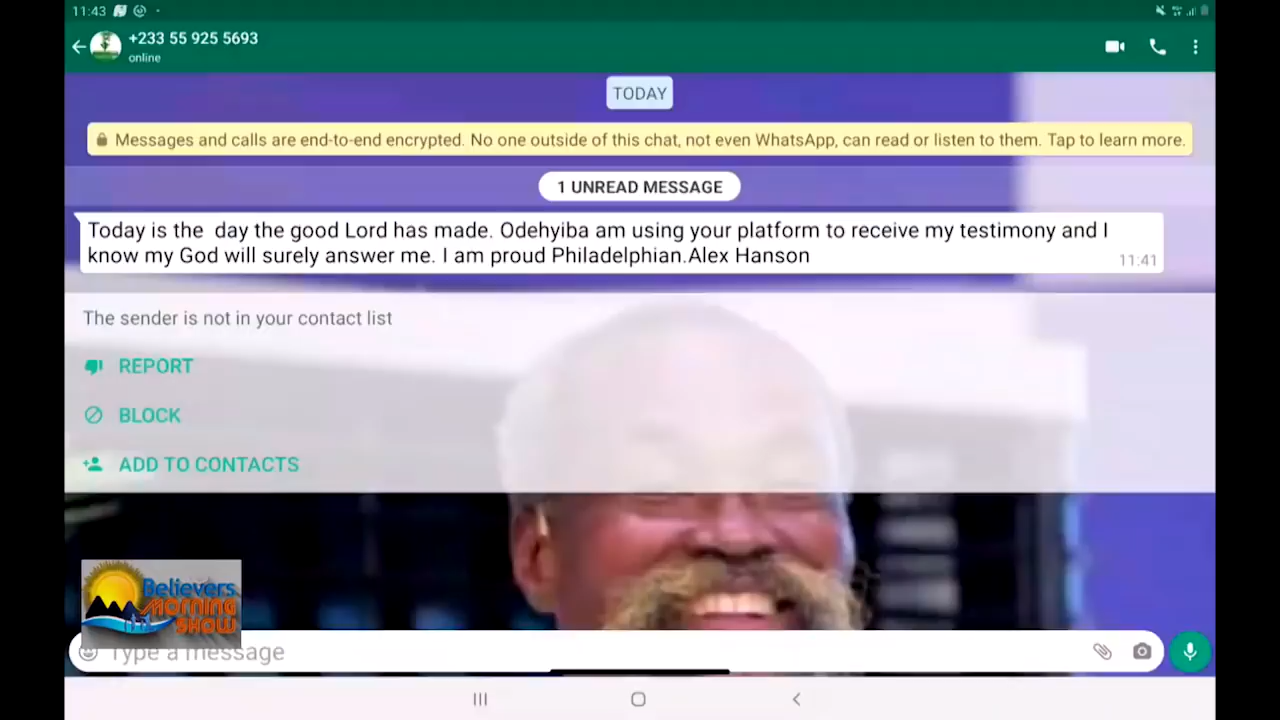 11:43
+233 55 925 5693
online
TODAY
Messages and calls are end-to-end encrypted. No one outside of this chat, not even WhatsApp, can read or listen to them. Tap to learn more.
1 UNREAD MESSAGE
Today is the  day the good Lord has made. Odehyiba am using your platform to receive my testimony and I
know my God will surely answer me. I am proud Philadelphian.Alex Hanson
11:41
The sender is not in your contact list
REPORT
BLOCK
ADD TO CONTACTS
Believers
MORNING
SHOW
Type a message